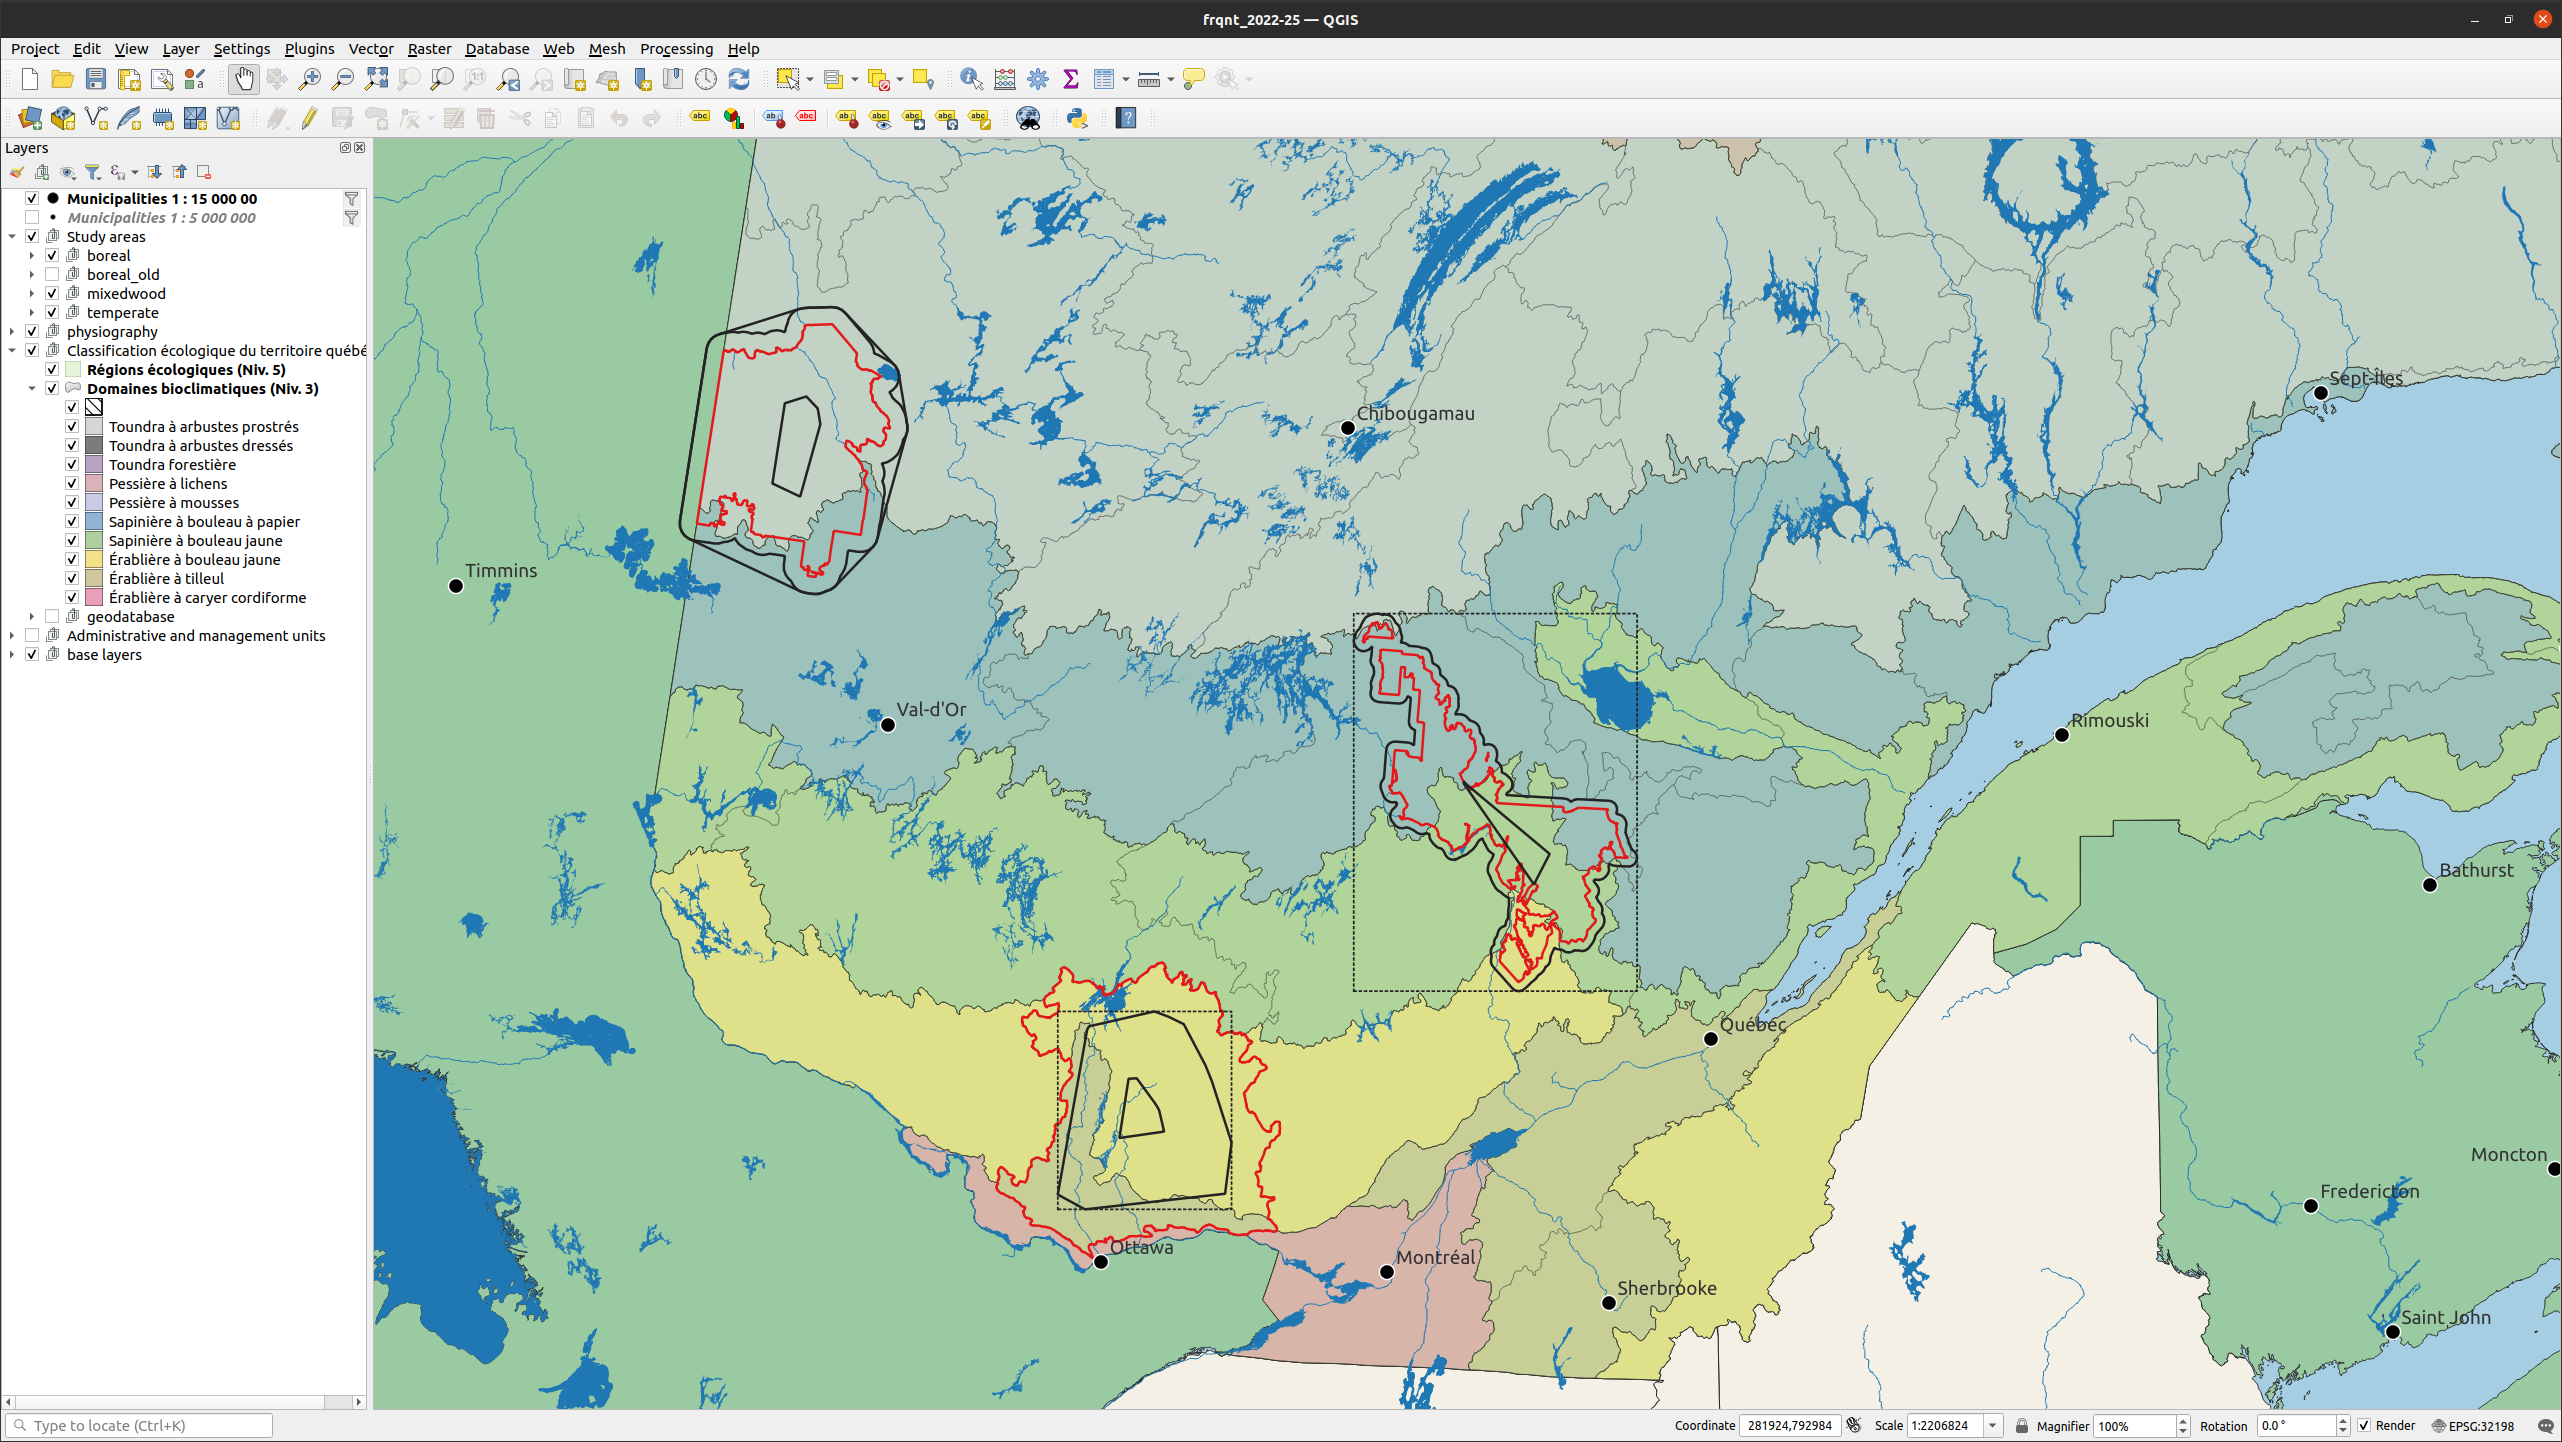 frqnt_2022-25 — QGIS
Project Edit View Layer Settings Plugins Vector Raster Database Web Mesh Processing Help
Layers
Municipalities 1 : 15 000 00
Municipalities 1 : 5 000 000
Study areas
boreal
boreal_old
mixedwood
temperate
physiography
Classification écologique du territoire québé
Régions écologiques (Niv. 5)
Domaines bioclimatiques (Niv. 3)
Toundra à arbustes prostrés
Toundra à arbustes dressés
Toundra forestière
Pessière à lichens
Pessière à mousses
Sapinière à bouleau à papier
Sapinière à bouleau jaune
Érablière à bouleau jaune
Érablière à tilleul
Érablière à caryer cordiforme
geodatabase
Administrative and management units
base layers
Sept-Îles
Chibougamau
Timmins
Val-d'Or
Rimouski
Bathurst
Québec
Moncton
Fredericton
Ottawa
Montréal
Sherbrooke
Saint John
Type to locate (Ctrl+K)
Coordinate 281924,792984 Scale 1:2206824 Magnifier 100% Rotation 0.0 ° Render EPSG:32198